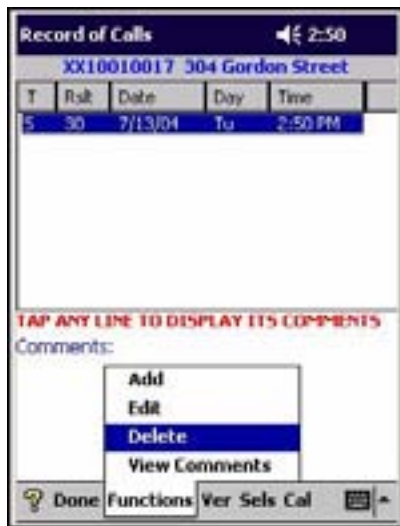 Record of Calls 2:50
XX10010017 304 Gordon Street
T Rslt Date Day Time
S 30 7/13/04 Tu 2:50 PM
TAP ANY LINE TO DISPLAY ITS COMMENTS
Comments:
Add
Edit
Delete
View Comments
? Done Functions Ver Sels Cal